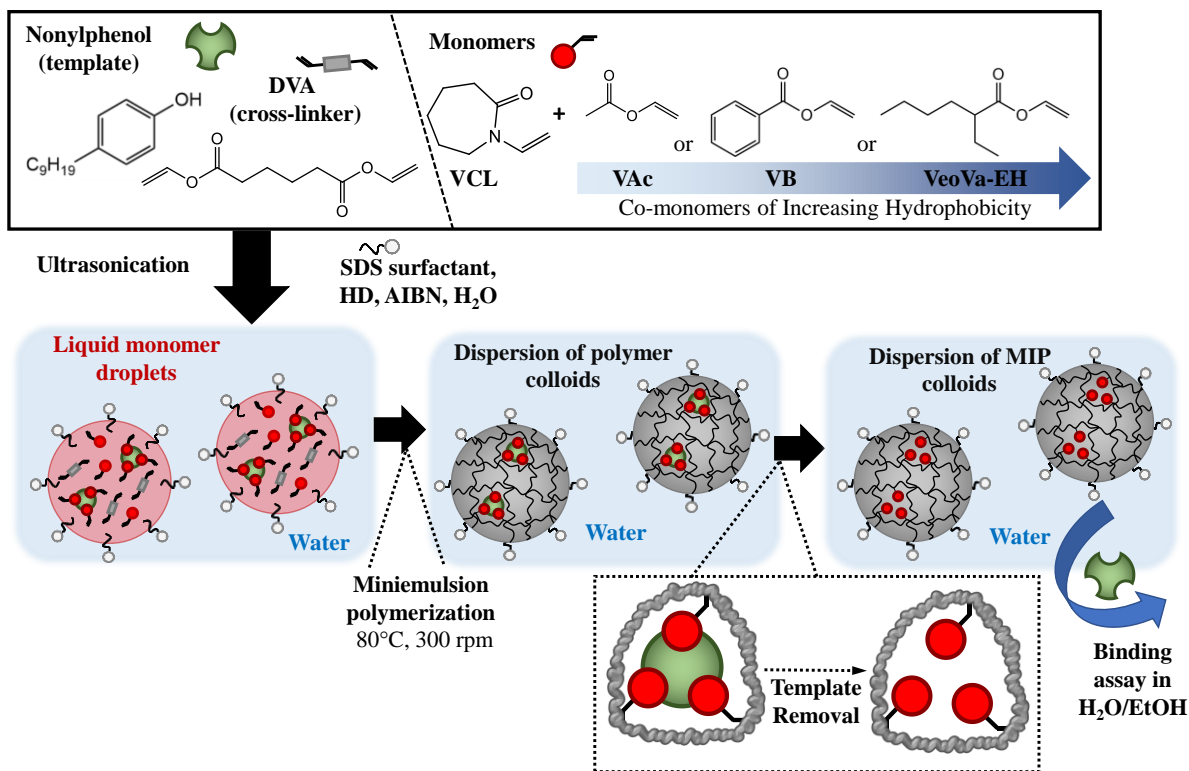 Nonylphenol
(template)
OH
C9H19
DVA
(cross-linker)
O
O
O
O
Monomers
O
N
VCL
+
O
O
VAc
or
O
O
VB
or
O
O
VeoVa-EH
Co-monomers of Increasing Hydrophobicity
Ultrasonication
SDS surfactant,
HD, AIBN, H2O
Liquid monomer
droplets
Water
Dispersion of polymer
colloids
Water
Dispersion of MIP
colloids
Water
Miniemulsion
polymerization
80°C, 300 rpm
Template
Removal
Binding
assay in
H2O/EtOH